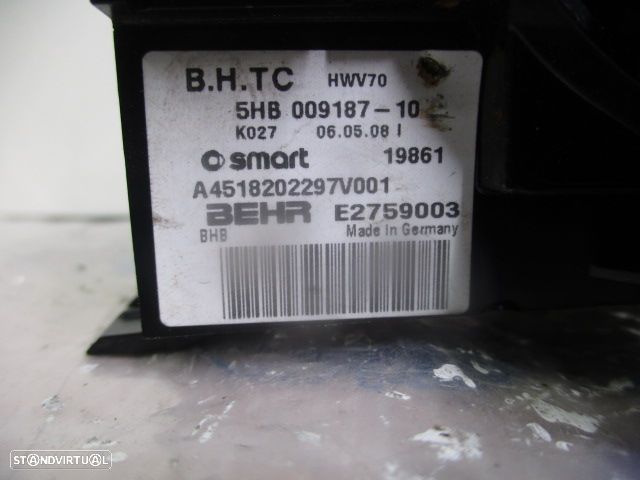 B.H.TC HWV70
5HB 009187-10
K027 06.05.08 I
smart 19861
A4518202297V001
BEHR E2759003
BHB Made in Germany
STANDVIRTUAL